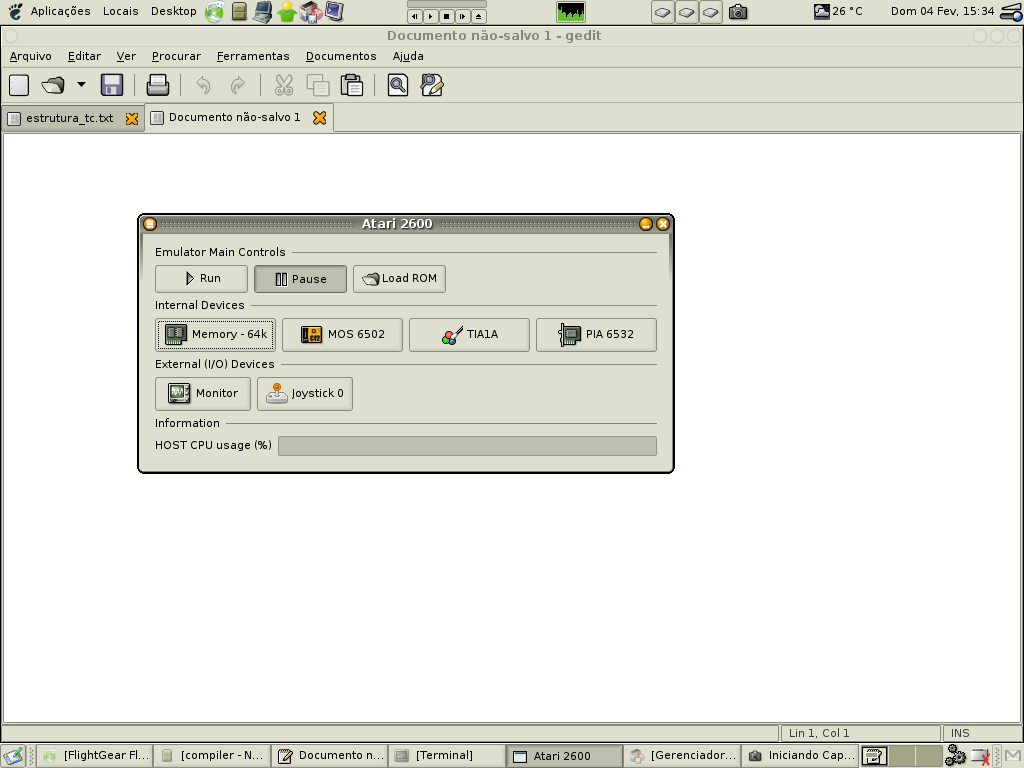 Aplicações Locais Desktop 26 °C Dom 04 Fev, 15:34
Documento não-salvo 1 - gedit
Arquivo Editar Ver Procurar Ferramentas Documentos Ajuda
estrutura_tc.txt Documento não-salvo 1
Atari 2600
Emulator Main Controls
Run Pause Load ROM
Internal Devices
Memory - 64k MOS 6502 TIA1A PIA 6532
External (I/O) Devices
Monitor Joystick 0
Information
HOST CPU usage (%)
Lin 1, Col 1 INS
[FlightGear Fl... [compiler - N... Documento n... [Terminal] Atari 2600 [Gerenciador... Iniciando Cap...